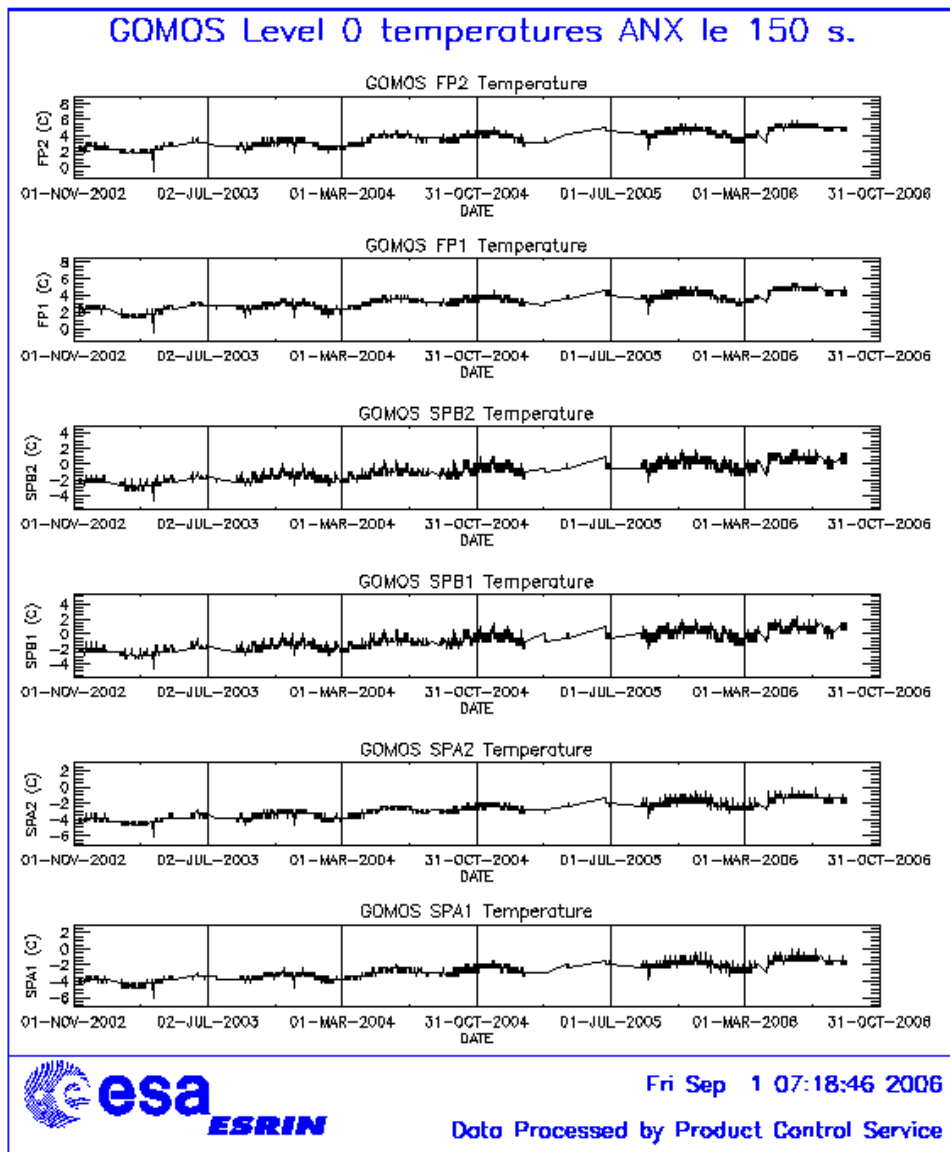 GOMOS Level 0 temperatures ANX le 150 s.
GOMOS FP2 Temperature
FP2 (C)
8
6
4
2
0
01-NOV-2002 02-JUL-2003 01-MAR-2004 31-OCT-2004 01-JUL-2005 01-MAR-2006 31-OCT-2006
DATE
GOMOS FP1 Temperature
FP1 (C)
8
6
4
2
0
01-NOV-2002 02-JUL-2003 01-MAR-2004 31-OCT-2004 01-JUL-2005 01-MAR-2006 31-OCT-2006
DATE
GOMOS SPB2 Temperature
SPB2 (C)
4
2
0
-2
-4
01-NOV-2002 02-JUL-2003 01-MAR-2004 31-OCT-2004 01-JUL-2005 01-MAR-2006 31-OCT-2006
DATE
GOMOS SPB1 Temperature
SPB1 (C)
4
2
0
-2
-4
01-NOV-2002 02-JUL-2003 01-MAR-2004 31-OCT-2004 01-JUL-2005 01-MAR-2006 31-OCT-2006
DATE
GOMOS SPA2 Temperature
SPA2 (C)
2
0
-2
-4
-6
01-NOV-2002 02-JUL-2003 01-MAR-2004 31-OCT-2004 01-JUL-2005 01-MAR-2006 31-OCT-2006
DATE
GOMOS SPA1 Temperature
SPA1 (C)
2
0
-2
-4
-6
01-NOV-2002 02-JUL-2003 01-MAR-2004 31-OCT-2004 01-JUL-2005 01-MAR-2006 31-OCT-2006
DATE
esa
ESRIN
Fri Sep 1 07:18:46 2006
Data Processed by Product Control Service